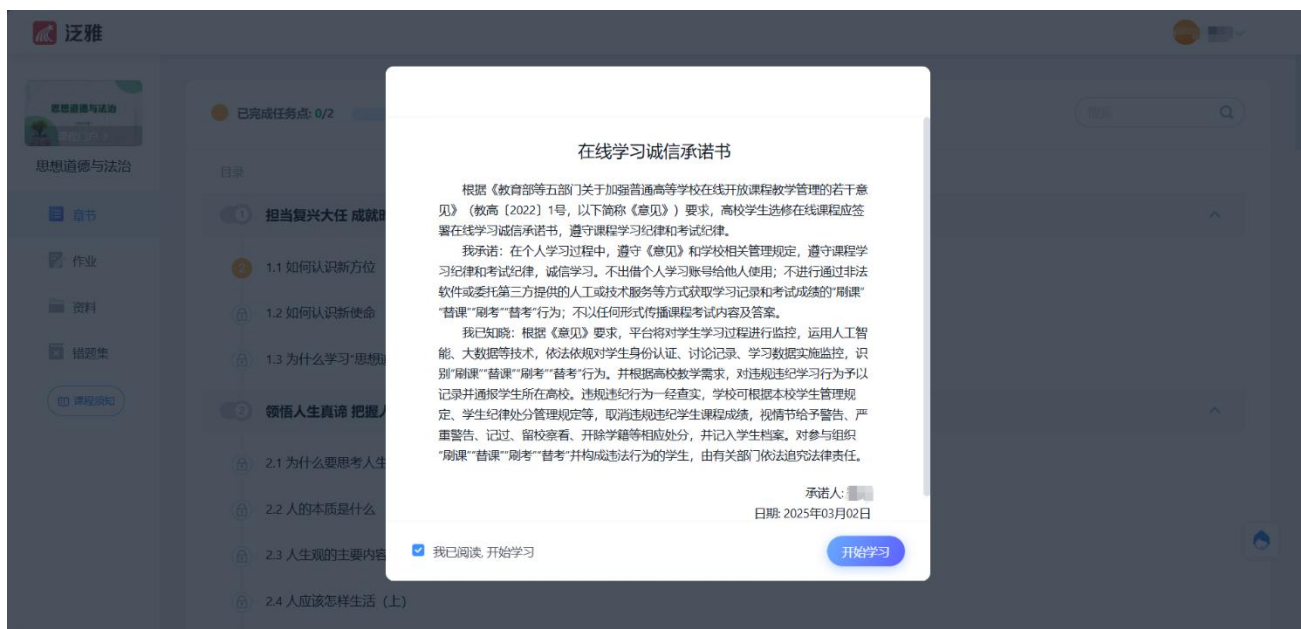 泛雅
思想道德与法治
思想道德与法治
章节
作业
资料
错题集
课程须知
已完成任务点: 0/2
目录
搜索
1 担当复兴大任 成就
2 1.1 如何认识新方位
1.2 如何认识新使命
1.3 为什么学习“思想
2 领悟人生真谛 把握
2.1 为什么要思考人生
2.2 人的本质是什么
2.3 人生观的主要内容
2.4 人应该怎样生活（上）
在线学习诚信承诺书
根据《教育部等五部门关于加强普通高等学校在线开放课程教学管理的若干意
见》（教高〔2022〕1号，以下简称《意见》）要求，高校学生选修在线课程应签
署在线学习诚信承诺书，遵守课程学习纪律和考试纪律。
我承诺：在个人学习过程中，遵守《意见》和学校相关管理规定，遵守课程学
习纪律和考试纪律，诚信学习。不出借个人学习账号给他人使用；不进行通过非法
软件或委托第三方提供的人工或技术服务等方式获取学习记录和考试成绩的“刷课”
“替课”“刷考”“替考”行为；不以任何形式传播课程考试内容及答案。
我已知晓：根据《意见》要求，平台将对学生学习过程进行监控，运用人工智
能、大数据等技术，依法依规对学生身份认证、讨论记录、学习数据实施监控，识
别“刷课”“替课”“刷考”“替考”行为。并根据高校教学需求，对违规违纪学习行为予以
记录并通报学生所在高校。违规违纪行为一经查实，学校可根据本校学生管理规
定、学生纪律处分管理规定等，取消违规违纪学生课程成绩，视情节给予警告、严
重警告、记过、留校察看、开除学籍等相应处分，并记入学生档案。对参与组织
“刷课”“替课”“刷考”“替考”并构成违法行为的学生，由有关部门依法追究法律责任。
承诺人:
日期: 2025年03月02日
我已阅读, 开始学习
开始学习